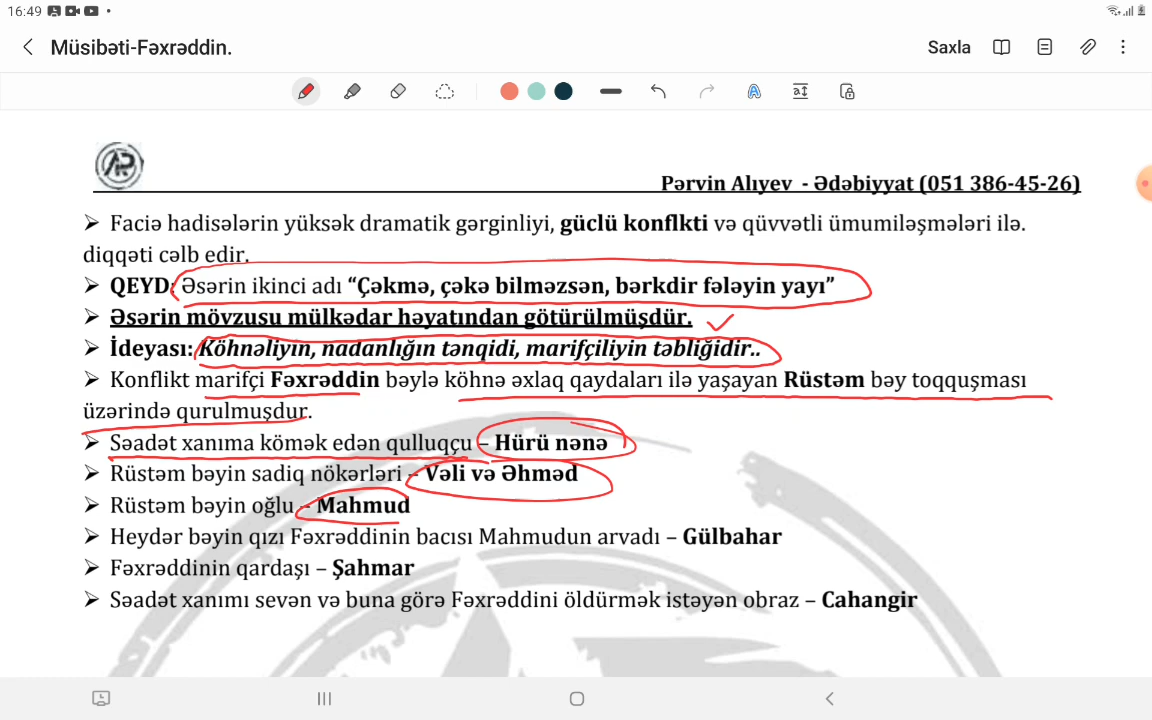 16:49
Müsibəti-Fəxrəddin.
Saxla
Pərvin Alıyev - Ədəbiyyat (051 386-45-26)
➢ Faciə hadisələrin yüksək dramatik gərginliyi, güclü konflkti və qüvvətli ümumiləşmələri ilə.
diqqəti cəlb edir.
➢ QEYD: Əsərin ikinci adı “Çəkmə, çəkə bilməzsən, bərkdir fələyin yayı”
➢ Əsərin mövzusu mülkədar həyatından götürülmüşdür.
➢ İdeyası: Köhnəliyin, nadanlığın tənqidi, marifçiliyin təbliğidir..
➢ Konflikt marifçi Fəxrəddin bəylə köhnə əxlaq qaydaları ilə yaşayan Rüstəm bəy toqquşması
üzərində qurulmuşdur.
➢ Səadət xanıma kömək edən qulluqçu – Hürü nənə
➢ Rüstəm bəyin sadiq nökərləri – Vəli və Əhməd
➢ Rüstəm bəyin oğlu – Mahmud
➢ Heydər bəyin qızı Fəxrəddinin bacısı Mahmudun arvadı – Gülbahar
➢ Fəxrəddinin qardaşı – Şahmar
➢ Səadət xanımı sevən və buna görə Fəxrəddini öldürmək istəyən obraz – Cahangir